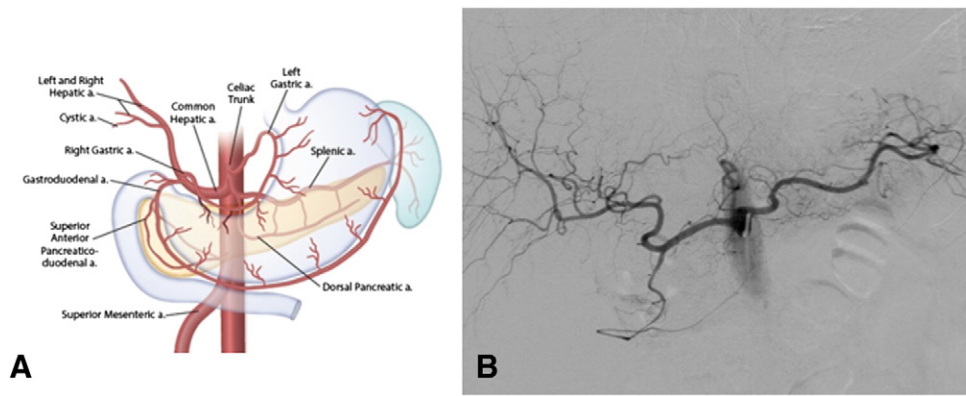 Left and Right
Hepatic a.
Cystic a.
Common
Hepatic a.
Celiac
Trunk
Left
Gastric a.
Right Gastric a.
Splenic a.
Gastroduodenal a.
Superior
Anterior
Pancreatico-
duodenal a.
Dorsal Pancreatic a.
Superior Mesenteric a.
A
B